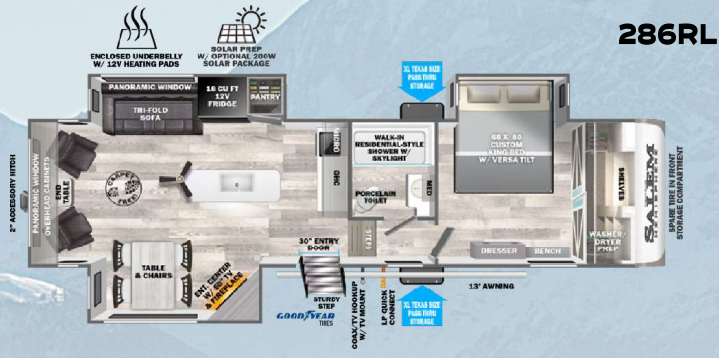 286RL
ENCLOSED UNDERBELLY
W/ 12V HEATING PADS
SOLAR PREP
W/ OPTIONAL 200W
SOLAR PACKAGE
XL TEXAS SIZE
PASS THRU
STORAGE
PANORAMIC WINDOW
TRI-FOLD
SOFA
16 CU FT
12V
FRIDGE
PANTRY
MICRO
OHC
WALK-IN
RESIDENTIAL-STYLE
SHOWER W/
SKYLIGHT
PORCELAIN
TOILET
MED
66 X 80
CUSTOM
KING BED
W/ VERSA TILT
SHELVES
WASHER/
DRYER
PREP
SALEM
SPARE TIRE IN FRONT
STORAGE COMPARTMENT
2" ACCESSORY HITCH
PANORAMIC WINDOW
OVERHEAD CABINETS
END
TABLE
CARPET
FREE!
TABLE
& CHAIRS
ENT. CENTER
W/ 50" TV
& FIREPLACE
30" ENTRY
DOOR
STEP
DRESSER
BENCH
STURDY
STEP
GOODYEAR
TIRES
COAX/TV HOOKUP
W/ TV MOUNT
LP QUICK
CONNECT
XL TEXAS SIZE
PASS THRU
STORAGE
13' AWNING